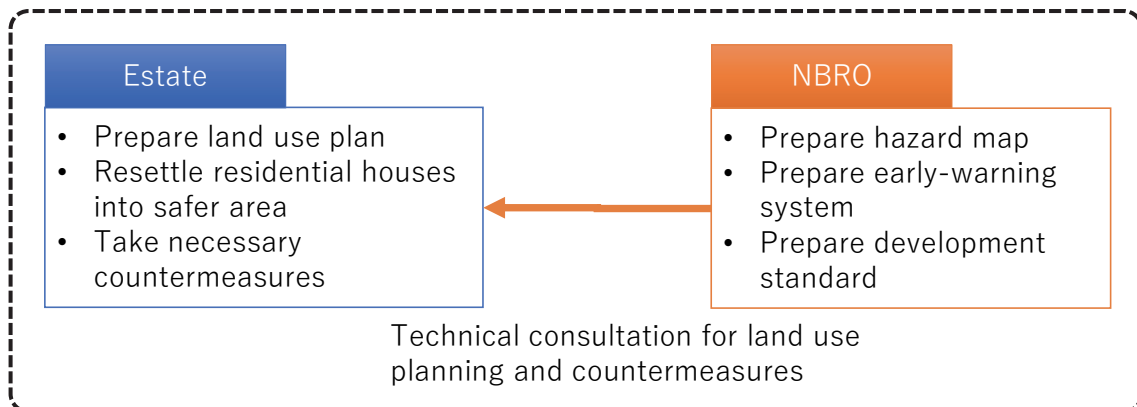 Estate
• Prepare land use plan
• Resettle residential houses
into safer area
• Take necessary
countermeasures
NBRO
• Prepare hazard map
• Prepare early-warning
system
• Prepare development
standard
Technical consultation for land use
planning and countermeasures